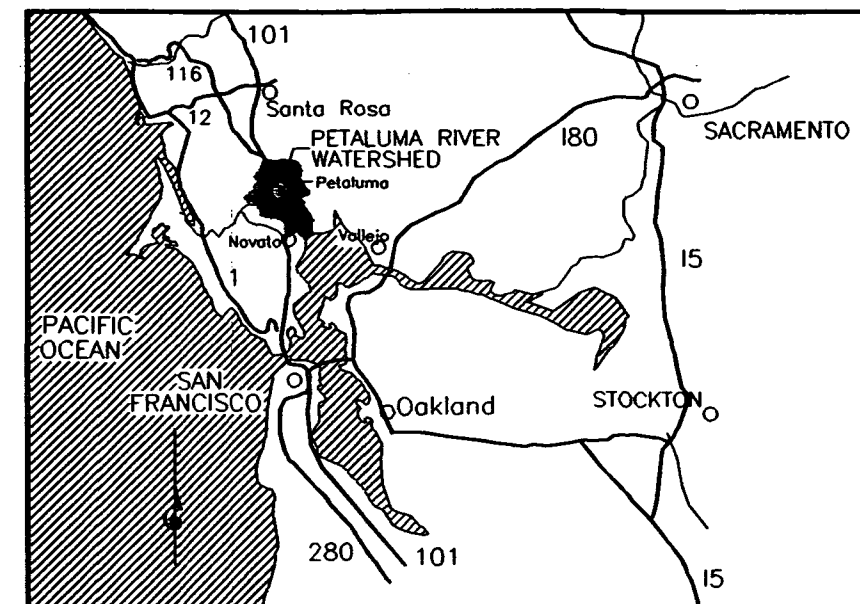 101
116
Santa Rosa
12
PETALUMA RIVER
WATERSHED
180
SACRAMENTO
Petaluma
Novato
Vallejo
15
1
PACIFIC
OCEAN
SAN
FRANCISCO
Oakland
STOCKTON
280
101
15